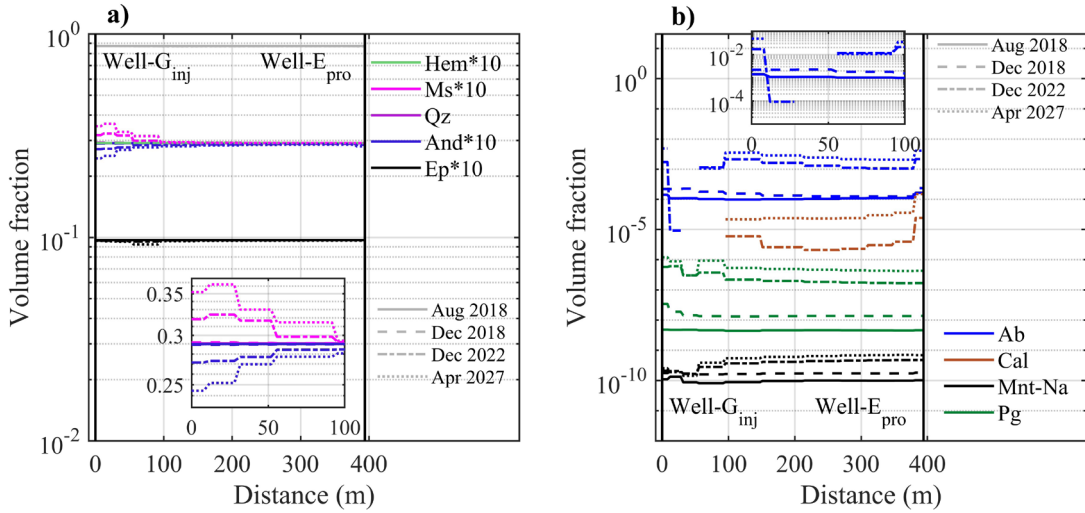 a)
10^0
Well-G_inj Well-E_pro
Hem*10
Ms*10
Qz
And*10
Ep*10
10^-1
0.35
0.3
0.25
0 50 100
Aug 2018
Dec 2018
Dec 2022
Apr 2027
10^-2
0 100 200 300 400
Distance (m)
Volume fraction
b)
10^-2
10^-4
0 50 100
Aug 2018
Dec 2018
Dec 2022
Apr 2027
10^0
10^-5
10^-10
Ab
Cal
Mnt-Na
Pg
Well-G_inj Well-E_pro
0 100 200 300 400
Distance (m)
Volume fraction